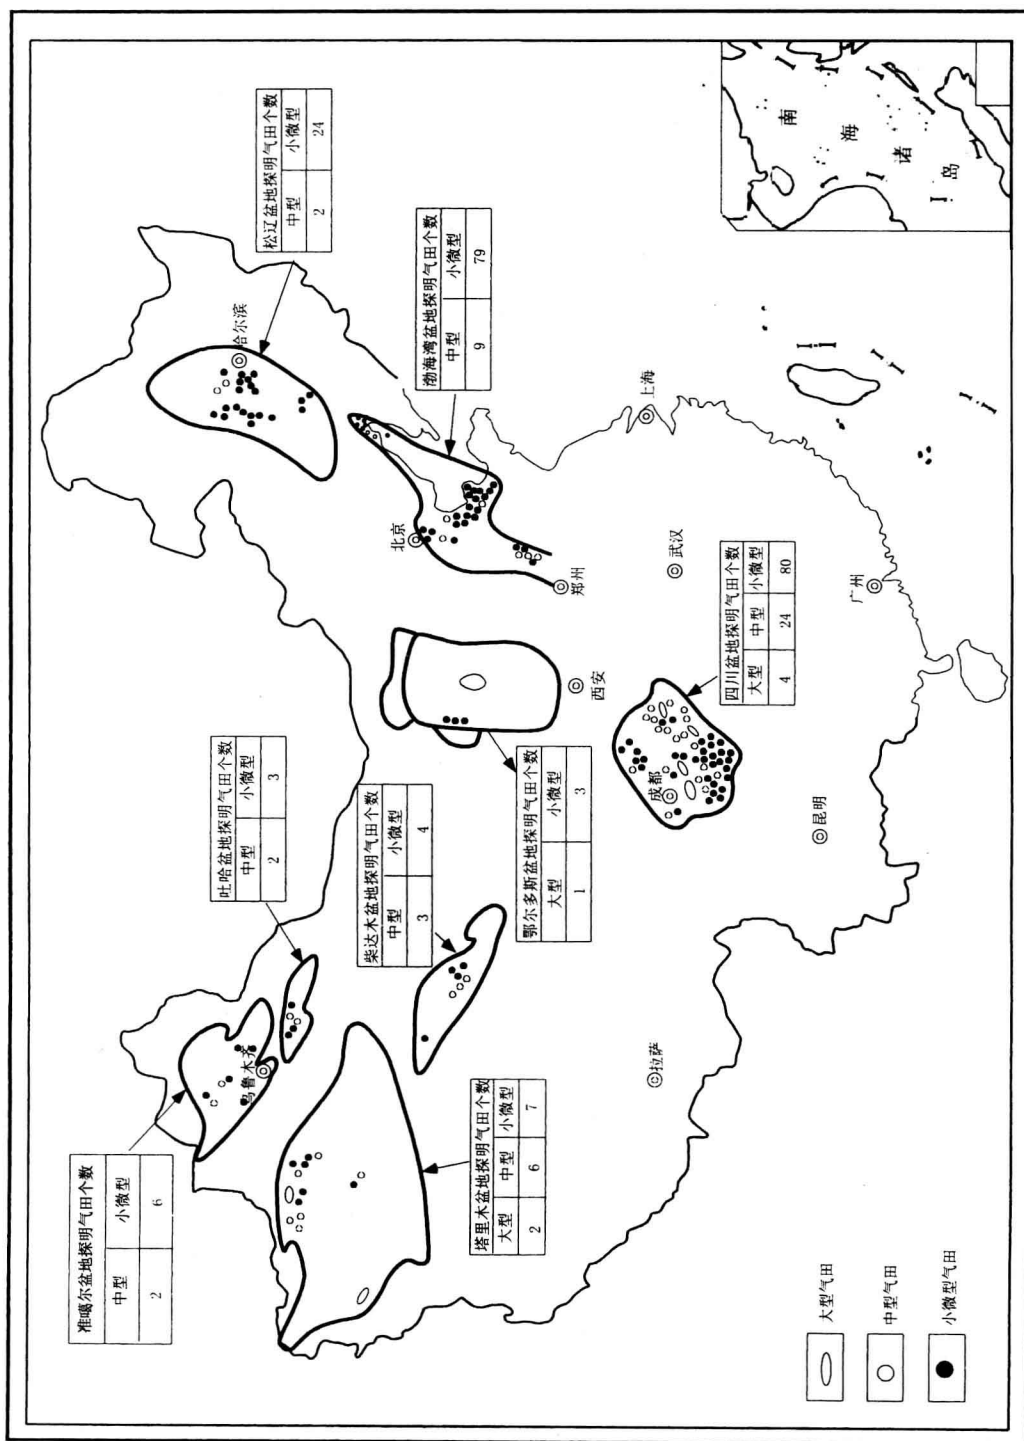 准噶尔盆地探明气田个数
中型 小微型
2 6
吐哈盆地探明气田个数
中型 小微型
2 3
松辽盆地探明气田个数
中型 小微型
2 24
柴达木盆地探明气田个数
中型 小微型
3 4
渤海湾盆地探明气田个数
中型 小微型
9 79
塔里木盆地探明气田个数
大型 中型 小微型
2 6 7
鄂尔多斯盆地探明气田个数
大型 小微型
1 3
四川盆地探明气田个数
大型 中型 小微型
4 24 80
乌鲁木齐
哈尔滨
北京
郑州
西安
上海
武汉
成都
拉萨
昆明
广州
南
海
诸
岛
大型气田
中型气田
小微型气田